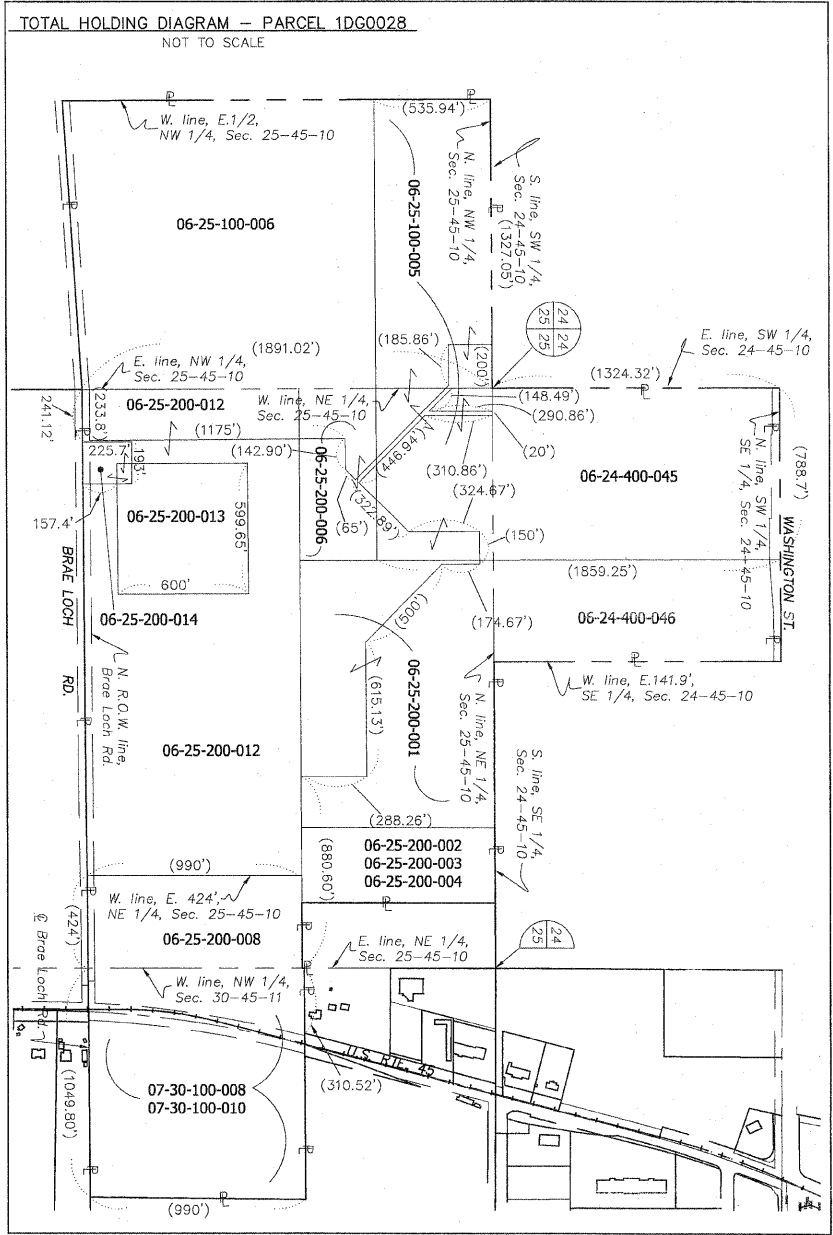 TOTAL HOLDING DIAGRAM – PARCEL 1DG0028
NOT TO SCALE
W. line, E.1/2,
NW 1/4, Sec. 25-45-10
(535.94')
N. line, NW 1/4,
Sec. 25-45-10
S. line, SW 1/4,
Sec. 24-45-10
(1327.05')
06-25-100-006
06-25-100-005
24 24
25 25
E. line, SW 1/4,
Sec. 24-45-10
(1891.02')
(185.86')
(200')
(1324.32')
E. line, NW 1/4,
Sec. 25-45-10
W. line, NE 1/4,
Sec. 25-45-10
(148.49')
(290.86')
(20')
(788.7')
241.12'
233.8'
06-25-200-012
(1175')
(142.90')
(446.94')
(310.86')
N. line, SW 1/4,
SE 1/4, Sec. 24-45-10
225.7'
193'
06-25-200-006
(65')
(322.89')
(324.67')
(150')
06-24-400-045
157.4'
06-25-200-013
599.65'
600'
WASHINGTON ST.
(1859.25')
BRAE LOCH
RD.
06-25-200-014
(500')
(174.67')
06-24-400-046
N. R.O.W. line,
Brae Loch Rd.
(615.13')
06-25-200-001
N. line, NE 1/4,
Sec. 25-45-10
W. line, E.141.9',
SE 1/4, Sec. 24-45-10
06-25-200-012
S. line, SE 1/4,
Sec. 24-45-10
(288.26')
(990')
(880.60')
06-25-200-002
06-25-200-003
06-25-200-004
W. line, E. 424',
NE 1/4, Sec. 25-45-10
(424')
06-25-200-008
24
25
E. line, NE 1/4,
Sec. 25-45-10
W. line, NW 1/4,
Sec. 30-45-11
℄ Brae Loch Rd.
U.S. RTE. 45
(310.52')
(1049.80')
07-30-100-008
07-30-100-010
(990')